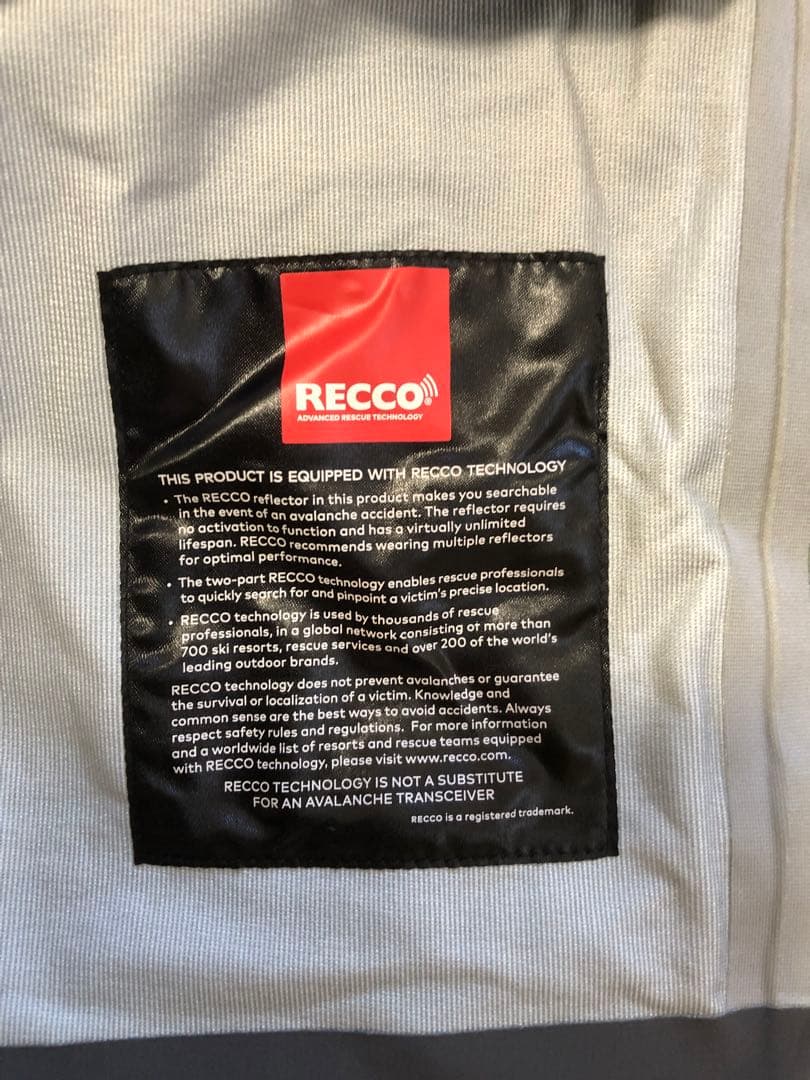 RECCO®
ADVANCED RESCUE TECHNOLOGY
THIS PRODUCT IS EQUIPPED WITH RECCO TECHNOLOGY
• The RECCO reflector in this product makes you searchable
in the event of an avalanche accident. The reflector requires
no activation to function and has a virtually unlimited
lifespan. RECCO recommends wearing multiple reflectors
for optimal performance.
• The two-part RECCO technology enables rescue professionals
to quickly search for and pinpoint a victim's precise location.
• RECCO technology is used by thousands of rescue
professionals, in a global network consisting of more than
700 ski resorts, rescue services and over 200 of the world's
leading outdoor brands.
RECCO technology does not prevent avalanches or guarantee
the survival or localization of a victim. Knowledge and
common sense are the best ways to avoid accidents. Always
respect safety rules and regulations. For more information
and a worldwide list of resorts and rescue teams equipped
with RECCO technology, please visit www.recco.com.
RECCO TECHNOLOGY IS NOT A SUBSTITUTE
FOR AN AVALANCHE TRANSCEIVER
RECCO is a registered trademark.